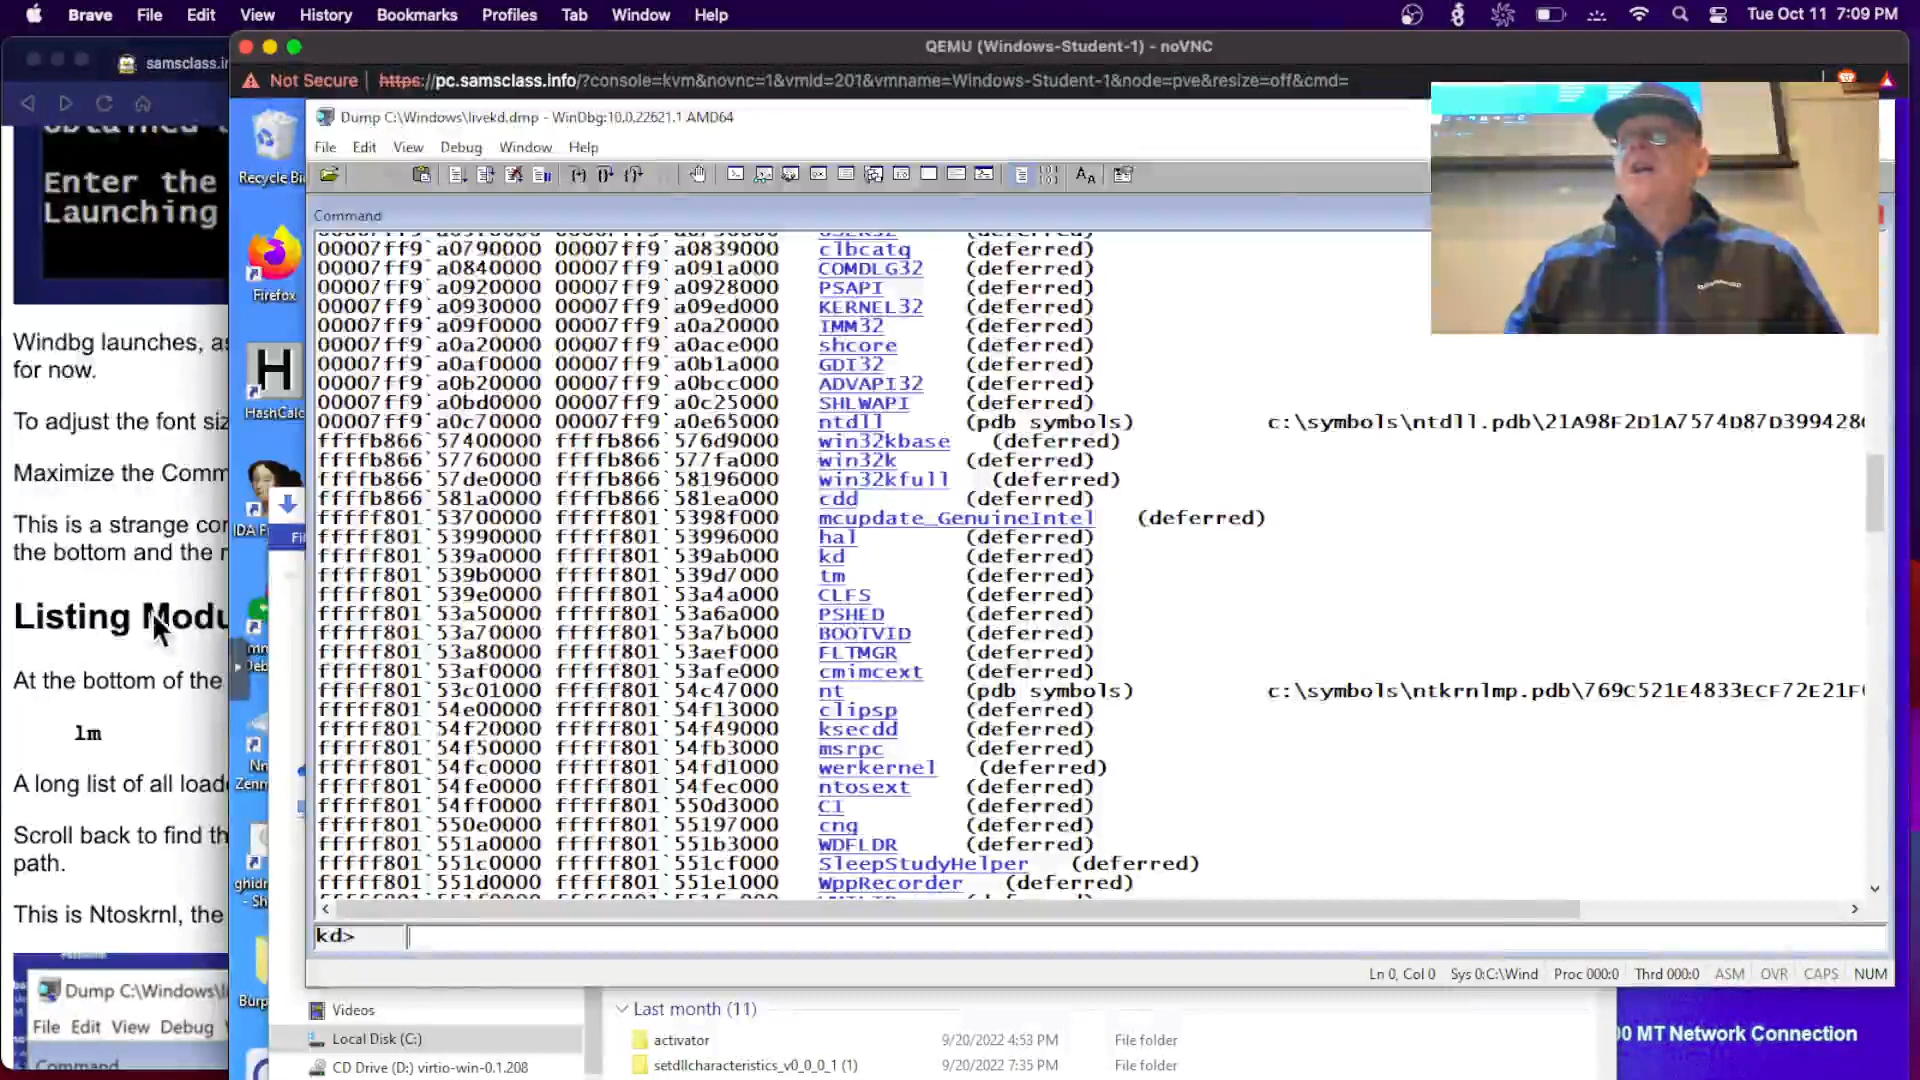 Brave File Edit View History Bookmarks Profiles Tab Window Help
Tue Oct 11 7:09 PM
samsclass.in
QEMU (Windows-Student-1) - noVNC
Not Secure | https://pc.samsclass.info/?console=kvm&novnc=1&vmid=201&vmname=Windows-Student-1&node=pve&resize=off&cmd=
Enter the
Launching
Windbg launches, as
for now.
To adjust the font siz
Maximize the Comm
This is a strange cor
the bottom and the r
Listing Modu
At the bottom of the
lm
A long list of all load
Scroll back to find th
path.
This is Ntoskrnl, the
Dump C:\Windows\l
File Edit View Debug
Command
Recycle Bi
Firefox
HashCalc
IDA F
Zenm
ghid
- Sh
Burp
Dump C:\Windows\livekd.dmp - WinDbg:10.0.22621.1 AMD64
File Edit View Debug Window Help
Command
00007ff9`a0790000 00007ff9`a0839000 clbcatq (deferred)
00007ff9`a0840000 00007ff9`a091a000 COMDLG32 (deferred)
00007ff9`a0920000 00007ff9`a0928000 PSAPI (deferred)
00007ff9`a0930000 00007ff9`a09ed000 KERNEL32 (deferred)
00007ff9`a09f0000 00007ff9`a0a20000 IMM32 (deferred)
00007ff9`a0a20000 00007ff9`a0ace000 shcore (deferred)
00007ff9`a0af0000 00007ff9`a0b1a000 GDI32 (deferred)
00007ff9`a0b20000 00007ff9`a0bcc000 ADVAPI32 (deferred)
00007ff9`a0bd0000 00007ff9`a0c25000 SHLWAPI (deferred)
00007ff9`a0c70000 00007ff9`a0e65000 ntdll (pdb symbols) c:\symbols\ntdll.pdb\21A98F2D1A7574D87D399428
ffffb866`57400000 ffffb866`576d9000 win32kbase (deferred)
ffffb866`57760000 ffffb866`577fa000 win32k (deferred)
ffffb866`57de0000 ffffb866`58196000 win32kfull (deferred)
ffffb866`581a0000 ffffb866`581ea000 cdd (deferred)
fffff801`53700000 fffff801`5398f000 mcupdate_GenuineIntel (deferred)
fffff801`53990000 fffff801`53996000 hal (deferred)
fffff801`539a0000 fffff801`539ab000 kd (deferred)
fffff801`539b0000 fffff801`539d7000 tm (deferred)
fffff801`539e0000 fffff801`53a4a000 CLFS (deferred)
fffff801`53a50000 fffff801`53a6a000 PSHED (deferred)
fffff801`53a70000 fffff801`53a7b000 BOOTVID (deferred)
fffff801`53a80000 fffff801`53aef000 FLTMGR (deferred)
fffff801`53af0000 fffff801`53afe000 cmimcext (deferred)
fffff801`53c01000 fffff801`54c47000 nt (pdb symbols) c:\symbols\ntkrnlmp.pdb\769C521E4833ECF72E21F
fffff801`54e00000 fffff801`54f13000 clipsp (deferred)
fffff801`54f20000 fffff801`54f49000 ksecdd (deferred)
fffff801`54f50000 fffff801`54fb3000 msrpc (deferred)
fffff801`54fc0000 fffff801`54fd1000 werkernel (deferred)
fffff801`54fe0000 fffff801`54fec000 ntosext (deferred)
fffff801`54ff0000 fffff801`550d3000 CI (deferred)
fffff801`550e0000 fffff801`55197000 cng (deferred)
fffff801`551a0000 fffff801`551b3000 WDFLDR (deferred)
fffff801`551c0000 fffff801`551cf000 SleepStudyHelper (deferred)
fffff801`551d0000 fffff801`551e1000 WppRecorder (deferred)
kd>
Ln 0, Col 0 Sys 0:C:\Wind Proc 000:0 Thrd 000:0 ASM OVR CAPS NUM
Videos
Local Disk (C:)
CD Drive (D:) virtio-win-0.1.208
Last month (11)
activator 9/20/2022 4:53 PM File folder
setdllcharacteristics_v0_0_0_1 (1) 9/20/2022 7:35 PM File folder
00 MT Network Connection